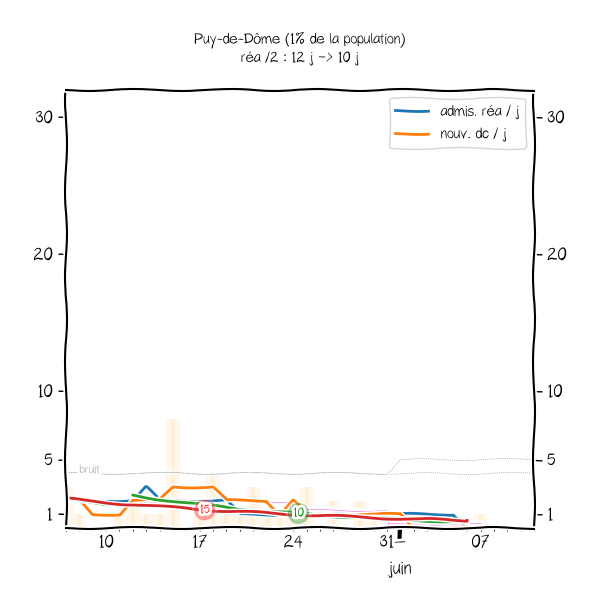 Puy-de-Dôme (1% de la population)
réa /2 : 12 j -> 10 j
admis. réa / j
nouv. dc / j
30
30
20
20
10
10
5
5
bruit
1
1
15
10
10
17
24
31
07
juin